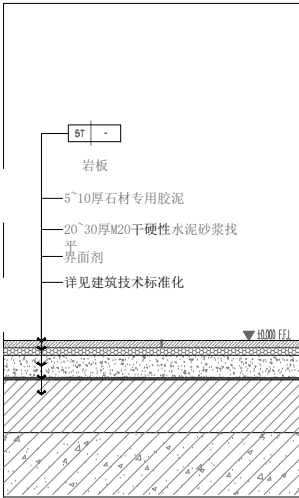 ST -
岩板
5~10厚石材专用胶泥
20~30厚M20干硬性水泥砂浆找
平
界面剂
详见建筑技术标准化
±0.000 F.F.L